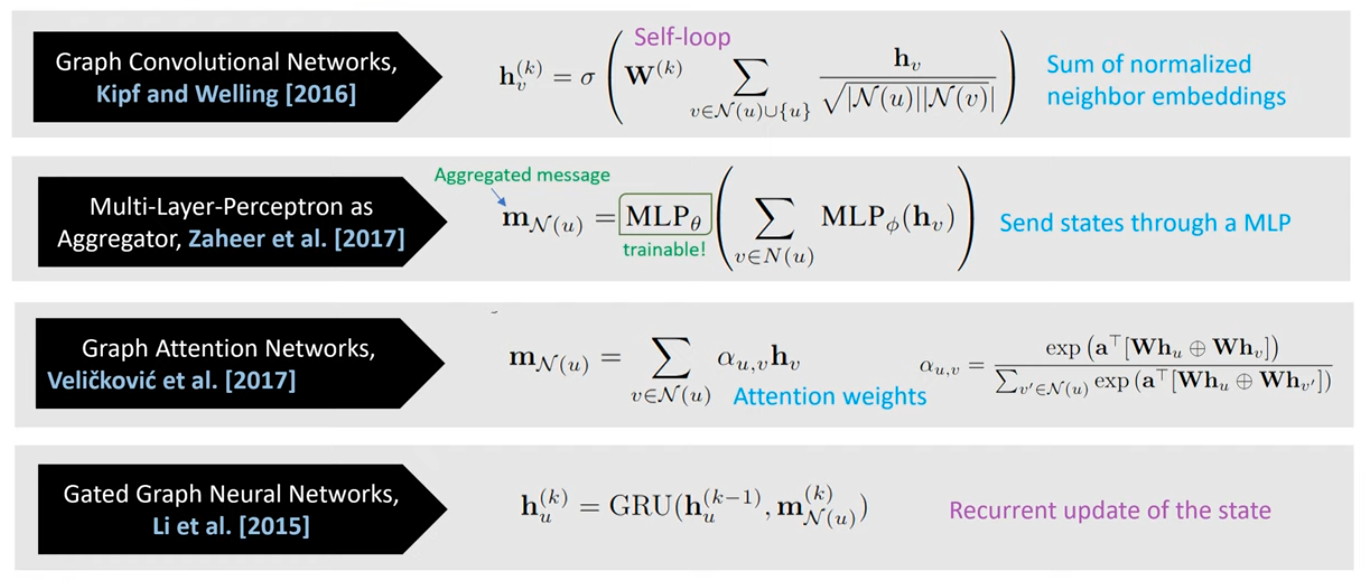 Graph Convolutional Networks,
Kipf and Welling [2016]
Self-loop
$\mathbf{h}_v^{(k)} = \sigma \left( \mathbf{W}^{(k)} \sum_{v \in \mathcal{N}(u) \cup \{u\}} \frac{\mathbf{h}_v}{\sqrt{|\mathcal{N}(u)||\mathcal{N}(v)|}} \right)$
Sum of normalized
neighbor embeddings
Multi-Layer-Perceptron as
Aggregator, Zaheer et al. [2017]
Aggregated message
$\mathbf{m}_{\mathcal{N}(u)} = \mathrm{MLP}_\theta \left( \sum_{v \in N(u)} \mathrm{MLP}_\phi(\mathbf{h}_v) \right)$
trainable!
Send states through a MLP
Graph Attention Networks,
Veličković et al. [2017]
$\mathbf{m}_{\mathcal{N}(u)} = \sum_{v \in \mathcal{N}(u)} \alpha_{u,v} \mathbf{h}_v$
Attention weights
$\alpha_{u,v} = \frac{\exp \left( \mathbf{a}^\top [\mathbf{W}\mathbf{h}_u \oplus \mathbf{W}\mathbf{h}_v] \right)}{\sum_{v' \in \mathcal{N}(u)} \exp \left( \mathbf{a}^\top [\mathbf{W}\mathbf{h}_u \oplus \mathbf{W}\mathbf{h}_{v'}] \right)}$
Gated Graph Neural Networks,
Li et al. [2015]
$\mathbf{h}_u^{(k)} = \mathrm{GRU}(\mathbf{h}_u^{(k-1)}, \mathbf{m}_{\mathcal{N}(u)}^{(k)})$
Recurrent update of the state